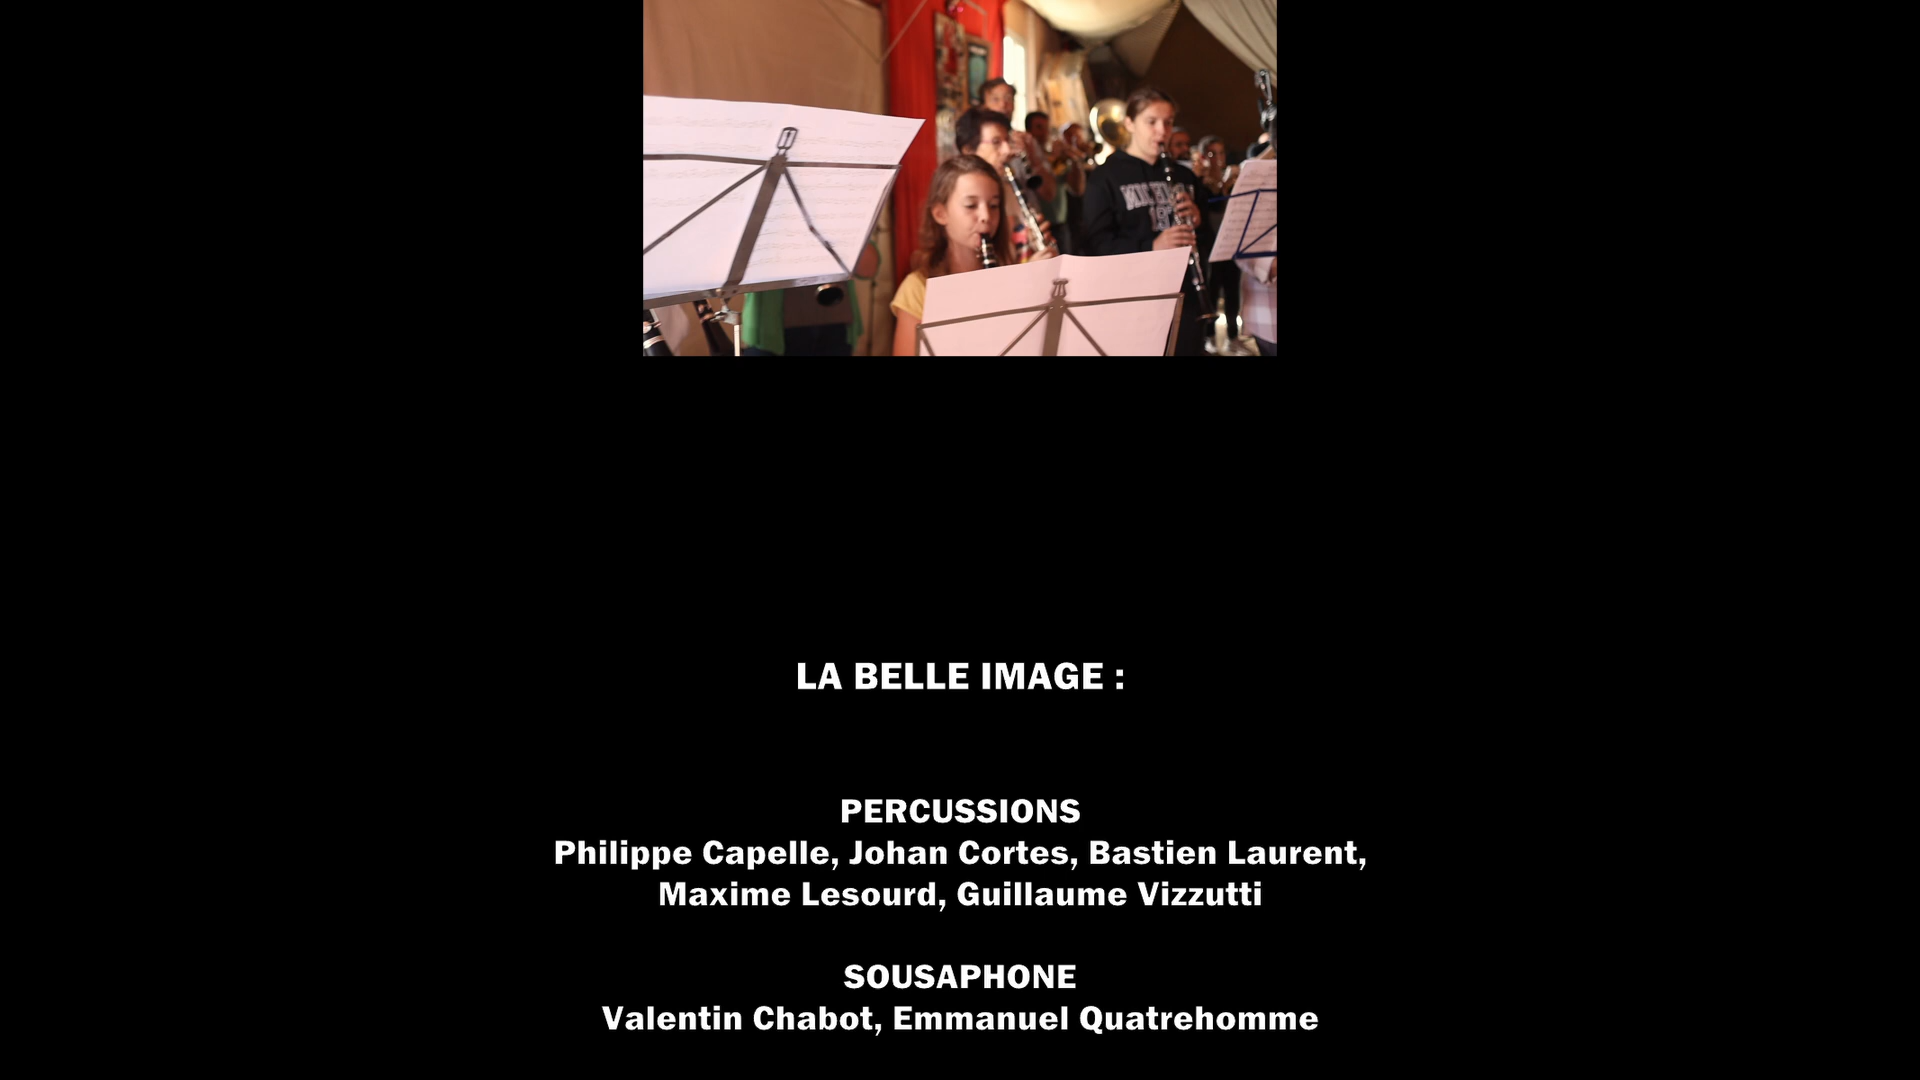 LA BELLE IMAGE :
PERCUSSIONS
Philippe Capelle, Johan Cortes, Bastien Laurent,
Maxime Lesourd, Guillaume Vizzutti
SOUSAPHONE
Valentin Chabot, Emmanuel Quatrehomme